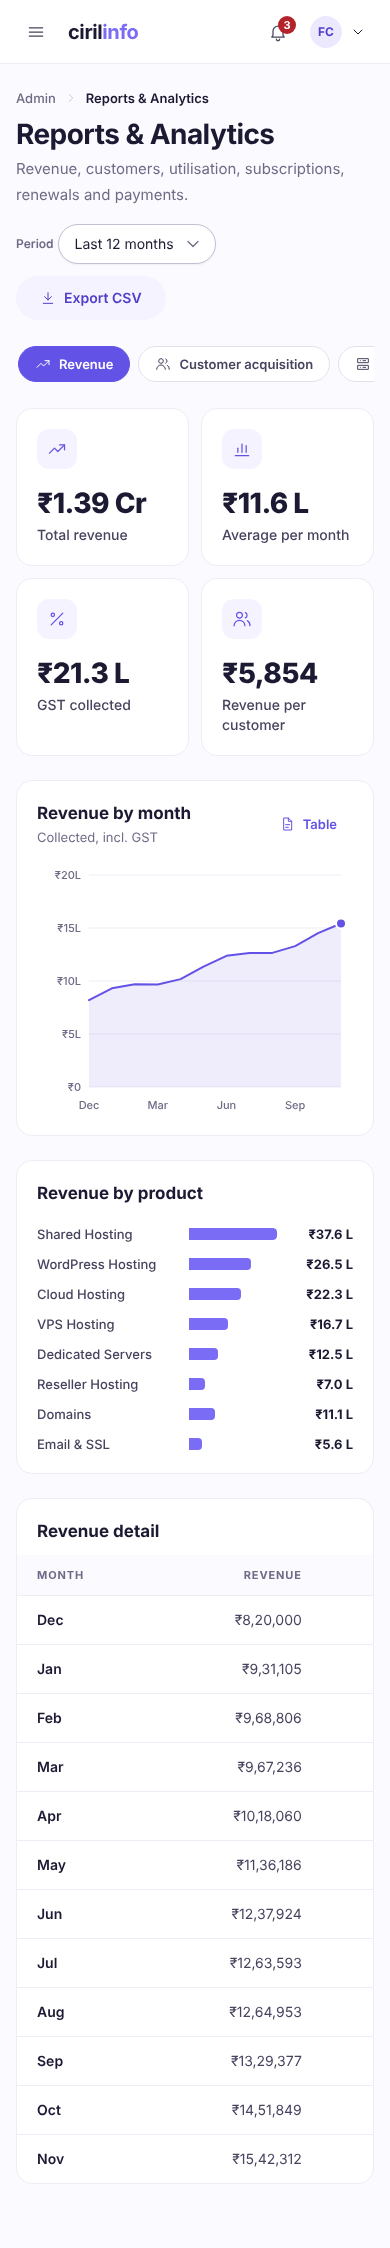 cirilinfo
3
FC
Admin
Reports & Analytics
Reports & Analytics
Revenue, customers, utilisation, subscriptions,
renewals and payments.
Period
Last 12 months
Export CSV
Revenue
Customer acquisition
₹1.39 Cr
Total revenue
₹11.6 L
Average per month
₹21.3 L
GST collected
₹5,854
Revenue per
customer
Revenue by month
Collected, incl. GST
Table
₹20L
₹15L
₹10L
₹5L
₹0
Dec Mar Jun Sep
Revenue by product
Shared Hosting ₹37.6 L
WordPress Hosting ₹26.5 L
Cloud Hosting ₹22.3 L
VPS Hosting ₹16.7 L
Dedicated Servers ₹12.5 L
Reseller Hosting ₹7.0 L
Domains ₹11.1 L
Email & SSL ₹5.6 L
Revenue detail
MONTH REVENUE
Dec ₹8,20,000
Jan ₹9,31,105
Feb ₹9,68,806
Mar ₹9,67,236
Apr ₹10,18,060
May ₹11,36,186
Jun ₹12,37,924
Jul ₹12,63,593
Aug ₹12,64,953
Sep ₹13,29,377
Oct ₹14,51,849
Nov ₹15,42,312